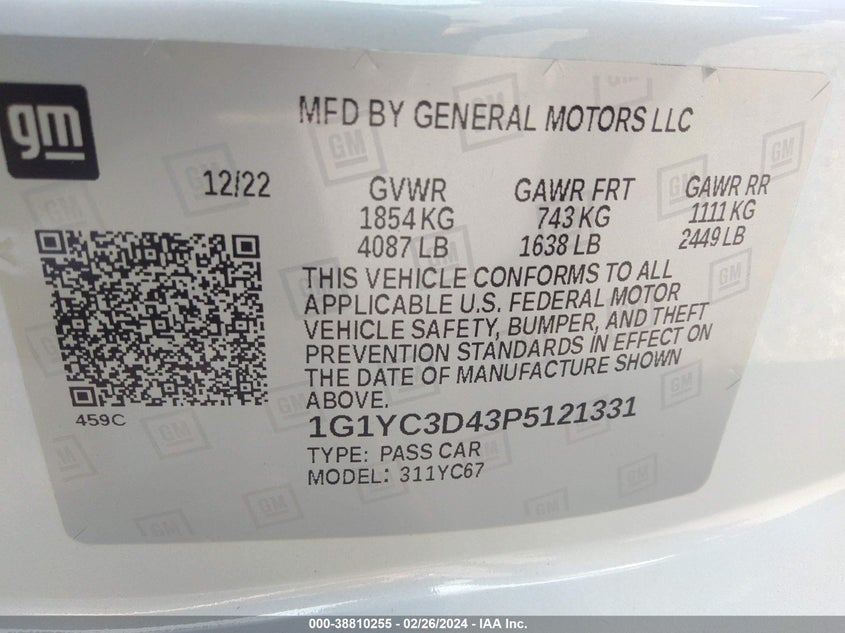 gm
MFD BY GENERAL MOTORS LLC
12/22 GVWR GAWR FRT GAWR RR
1854 KG 743 KG 1111 KG
4087 LB 1638 LB 2449 LB
THIS VEHICLE CONFORMS TO ALL
APPLICABLE U.S. FEDERAL MOTOR
VEHICLE SAFETY, BUMPER, AND THEFT
PREVENTION STANDARDS IN EFFECT ON
THE DATE OF MANUFACTURE SHOWN
ABOVE.
459C
1G1YC3D43P5121331
TYPE: PASS CAR
MODEL: 311YC67
000-38810255 - 02/26/2024 - IAA Inc.